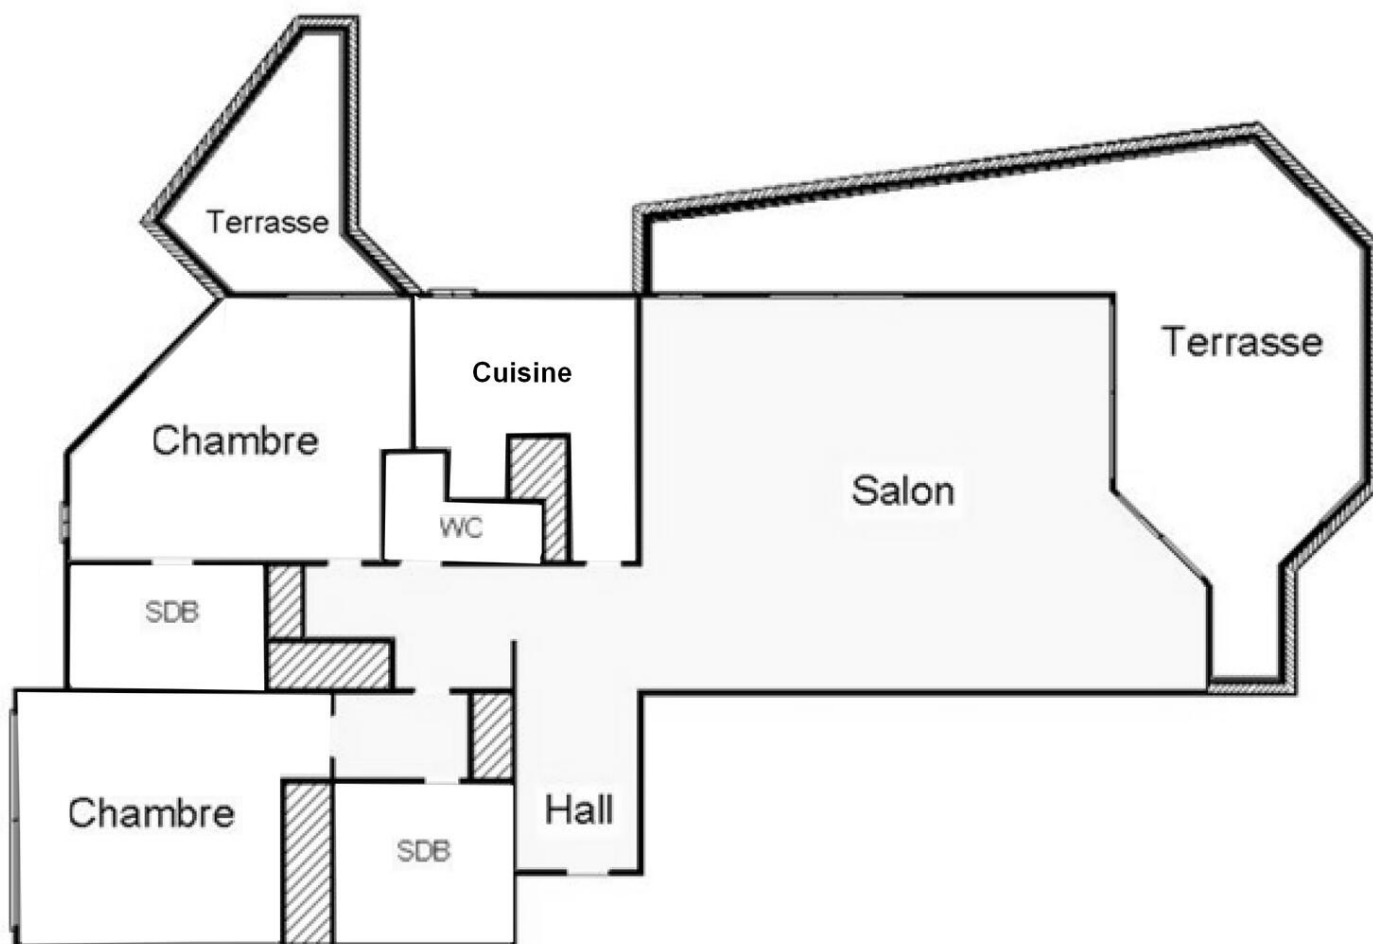 Terrasse
Terrasse
Cuisine
Chambre
Salon
WC
SDB
Chambre
Hall
SDB